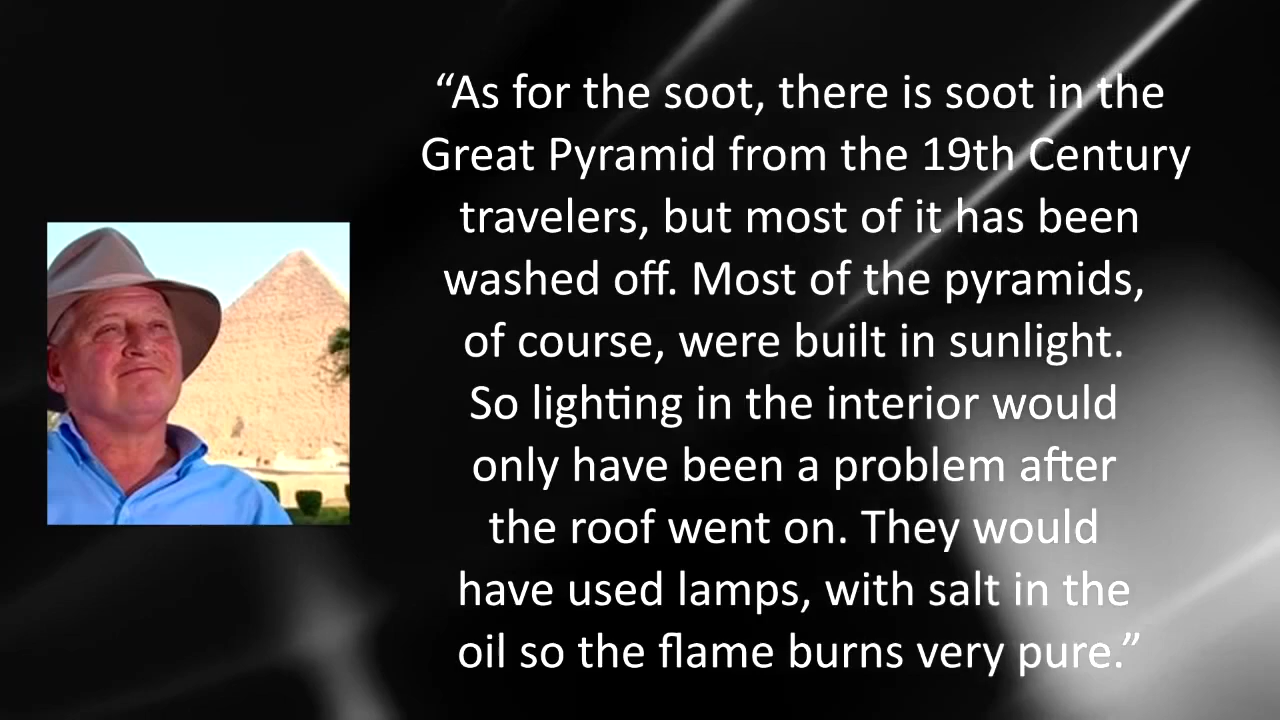 “As for the soot, there is soot in the
Great Pyramid from the 19th Century
travelers, but most of it has been
washed off. Most of the pyramids,
of course, were built in sunlight.
So lighting in the interior would
only have been a problem after
the roof went on. They would
have used lamps, with salt in the
oil so the flame burns very pure.”